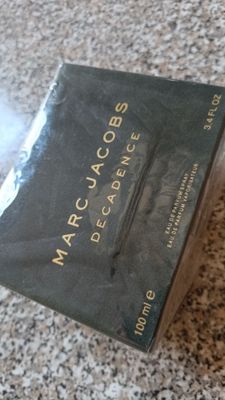 MARC JACOBS
DECADENCE
EAU DE PARFUM SPRAY
EAU DE PARFUM VAPORISATEUR
100 ml e 3.4 FL OZ